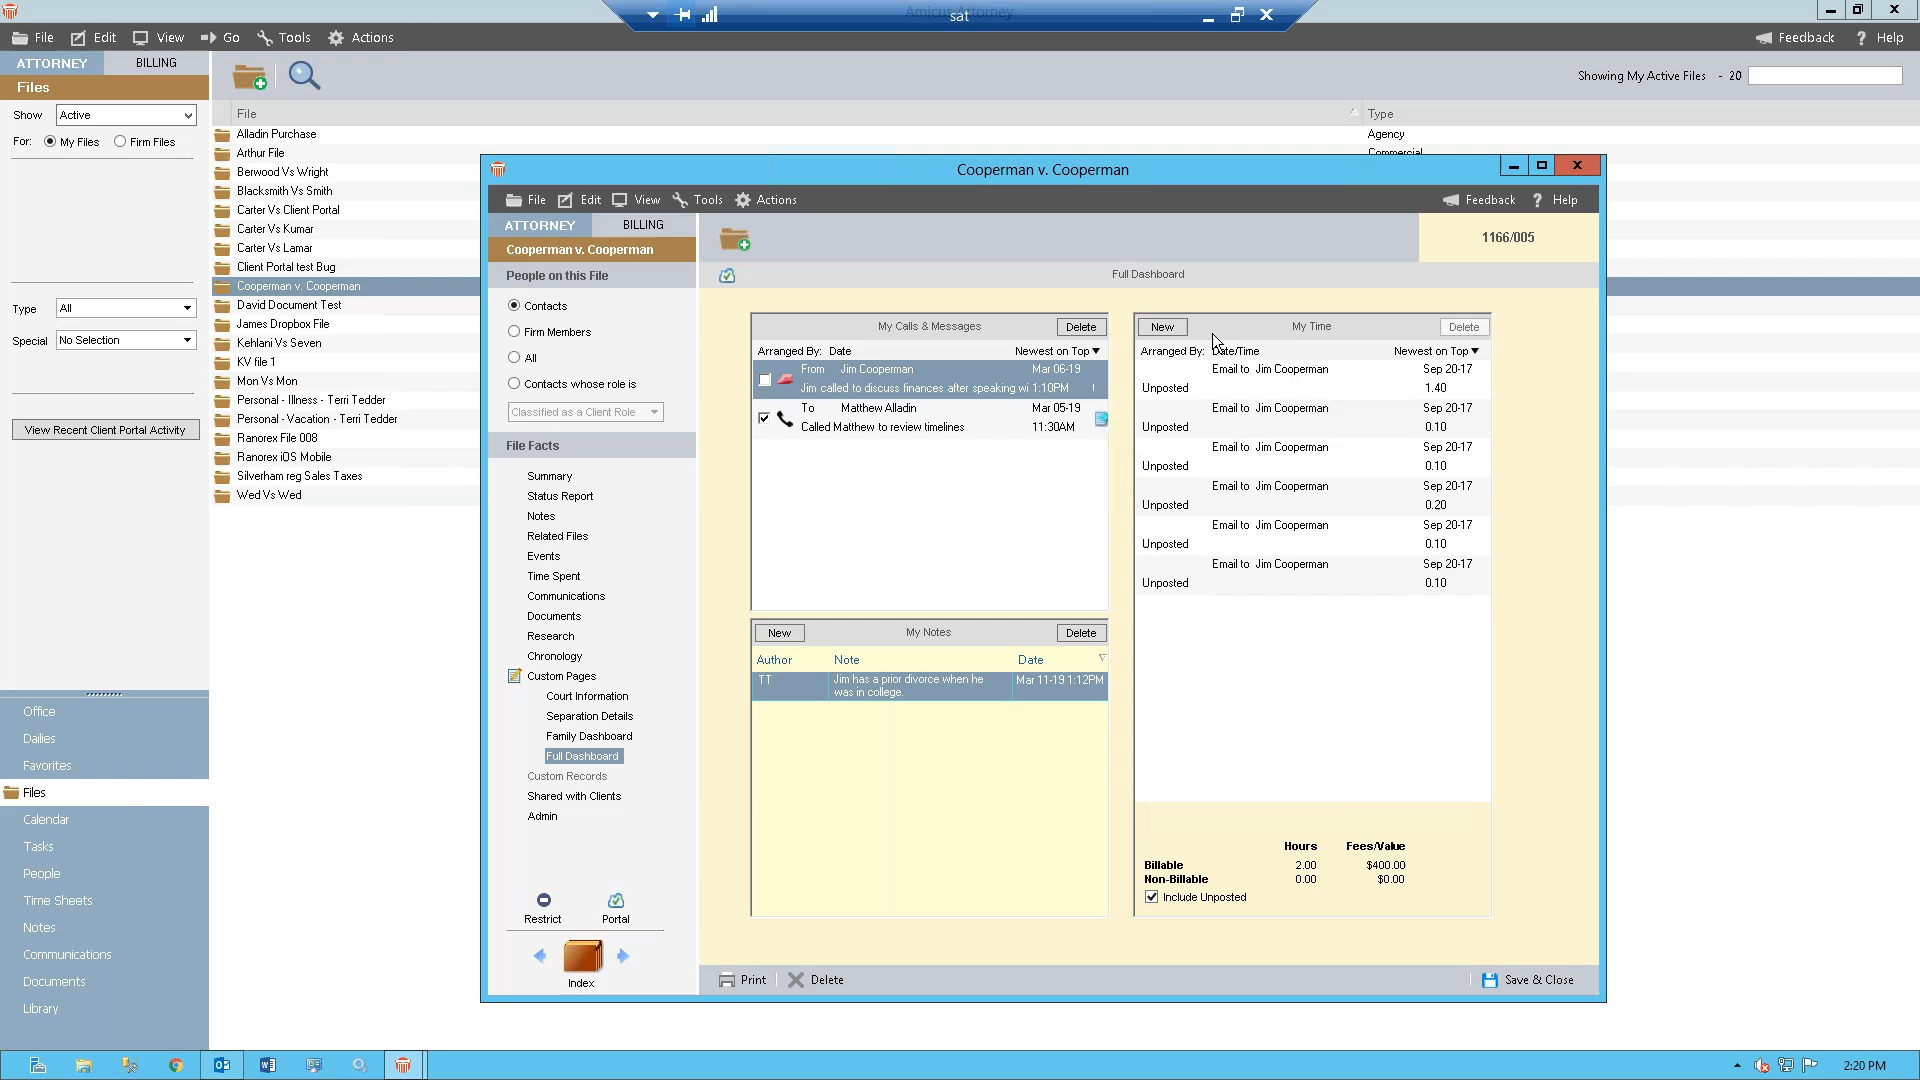 Amicus Attorney
sat
File Edit View Go Tools Actions
Feedback ? Help
ATTORNEY BILLING
Files
Show Active
For: My Files Firm Files
Type All
Special No Selection
View Recent Client Portal Activity
Office
Dailies
Favorites
Files
Calendar
Tasks
People
Time Sheets
Notes
Communications
Documents
Library
Showing My Active Files - 20
File Type
Alladin Purchase Agency
Arthur File Commercial
Berwood Vs Wright
Blacksmith Vs Smith
Carter Vs Client Portal
Carter Vs Kumar
Carter Vs Lamar
Client Portal test Bug
Cooperman v. Cooperman
David Document Test
James Dropbox File
Kehlani Vs Seven
KV file 1
Mon Vs Mon
Personal - Illness - Terri Tedder
Personal - Vacation - Terri Tedder
Ranorex File 008
Ranorex iOS Mobile
Silverham reg Sales Taxes
Wed Vs Wed
Cooperman v. Cooperman
File Edit View Tools Actions
Feedback ? Help
ATTORNEY BILLING
Cooperman v. Cooperman
People on this File
Contacts
Firm Members
All
Contacts whose role is
Classified as a Client Role
File Facts
Summary
Status Report
Notes
Related Files
Events
Time Spent
Communications
Documents
Research
Chronology
Custom Pages
Court Information
Separation Details
Family Dashboard
Full Dashboard
Custom Records
Shared with Clients
Admin
Restrict Portal
Index
1166/005
Full Dashboard
My Calls & Messages Delete
Arranged By: Date Newest on Top
From Jim Cooperman Mar 06-19
Jim called to discuss finances after speaking wi 1:10PM
To Matthew Alladin Mar 05-19
Called Matthew to review timelines 11:30AM
New My Notes Delete
Author Note Date
TT Jim has a prior divorce when he Mar 11-19 1:12PM
was in college.
New My Time Delete
Arranged By: Date/Time Newest on Top
Email to Jim Cooperman Sep 20-17
Unposted 1.40
Email to Jim Cooperman Sep 20-17
Unposted 0.10
Email to Jim Cooperman Sep 20-17
Unposted 0.10
Email to Jim Cooperman Sep 20-17
Unposted 0.20
Email to Jim Cooperman Sep 20-17
Unposted 0.10
Email to Jim Cooperman Sep 20-17
Unposted 0.10
Hours Fees/Value
Billable 2.00 $400.00
Non-Billable 0.00 $0.00
Include Unposted
Print Delete
Save & Close
2:20 PM